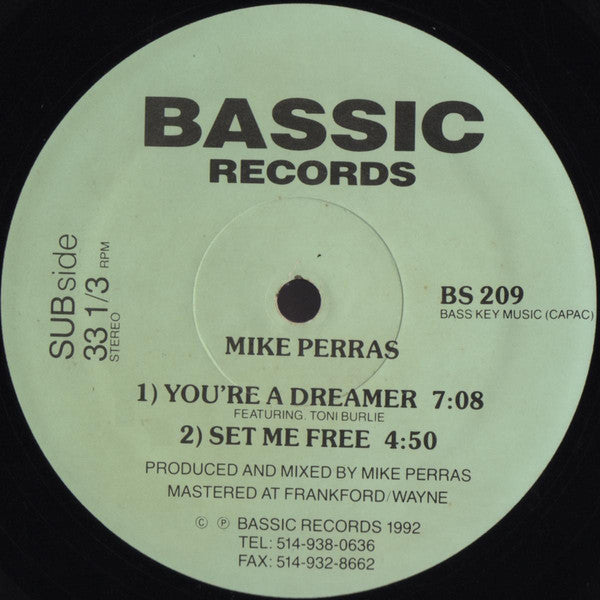 BASSIC
RECORDS
SUB side
33 1/3 RPM
STEREO
BS 209
BASS KEY MUSIC (CAPAC)
MIKE PERRAS
1) YOU'RE A DREAMER 7:08
FEATURING. TONI BURLIE
2) SET ME FREE 4:50
PRODUCED AND MIXED BY MIKE PERRAS
MASTERED AT FRANKFORD/WAYNE
© ℗ BASSIC RECORDS 1992
TEL: 514-938-0636
FAX: 514-932-8662